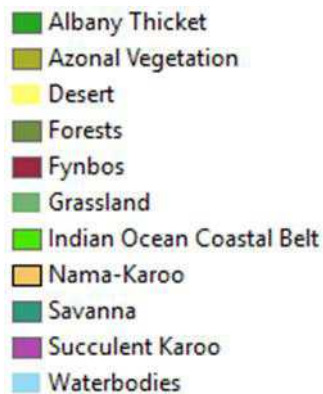 Albany Thicket
Azonal Vegetation
Desert
Forests
Fynbos
Grassland
Indian Ocean Coastal Belt
Nama-Karoo
Savanna
Succulent Karoo
Waterbodies